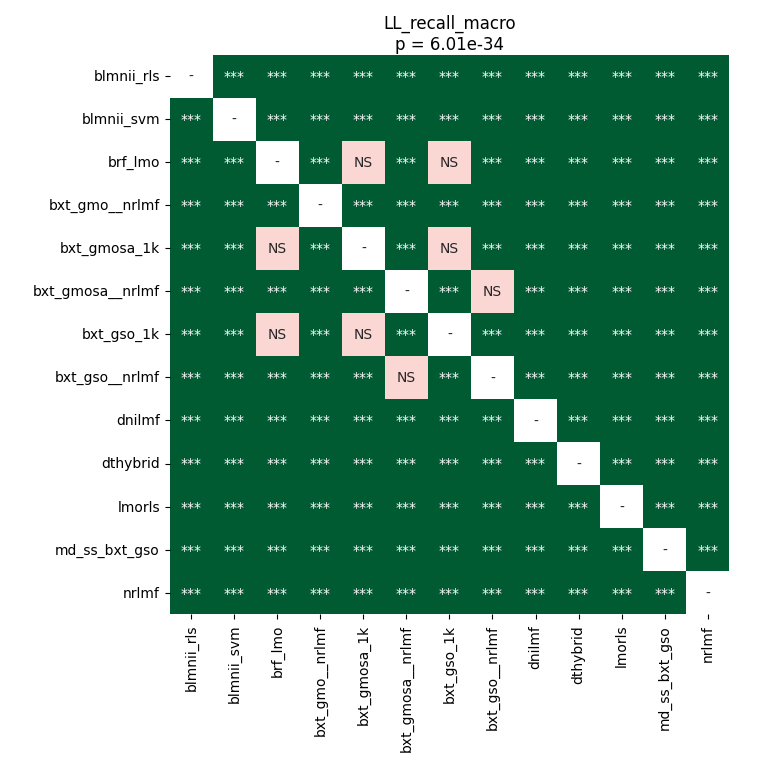 LL_recall_macro
p = 6.01e-34
blmnii_rls - *** *** *** *** *** *** *** *** *** *** *** ***
blmnii_svm *** - *** *** *** *** *** *** *** *** *** *** ***
brf_lmo *** *** - *** NS *** NS *** *** *** *** *** ***
bxt_gmo__nrlmf *** *** *** - *** *** *** *** *** *** *** *** ***
bxt_gmosa_1k *** *** NS *** - *** NS *** *** *** *** *** ***
bxt_gmosa__nrlmf *** *** *** *** *** - *** NS *** *** *** *** ***
bxt_gso_1k *** *** NS *** NS *** - *** *** *** *** *** ***
bxt_gso__nrlmf *** *** *** *** *** NS *** - *** *** *** *** ***
dnilmf *** *** *** *** *** *** *** *** - *** *** *** ***
dthybrid *** *** *** *** *** *** *** *** *** - *** *** ***
lmorls *** *** *** *** *** *** *** *** *** *** - *** ***
md_ss_bxt_gso *** *** *** *** *** *** *** *** *** *** *** - ***
nrlmf *** *** *** *** *** *** *** *** *** *** *** *** -
blmnii_rls
blmnii_svm
brf_lmo
bxt_gmo__nrlmf
bxt_gmosa_1k
bxt_gmosa__nrlmf
bxt_gso_1k
bxt_gso__nrlmf
dnilmf
dthybrid
lmorls
md_ss_bxt_gso
nrlmf